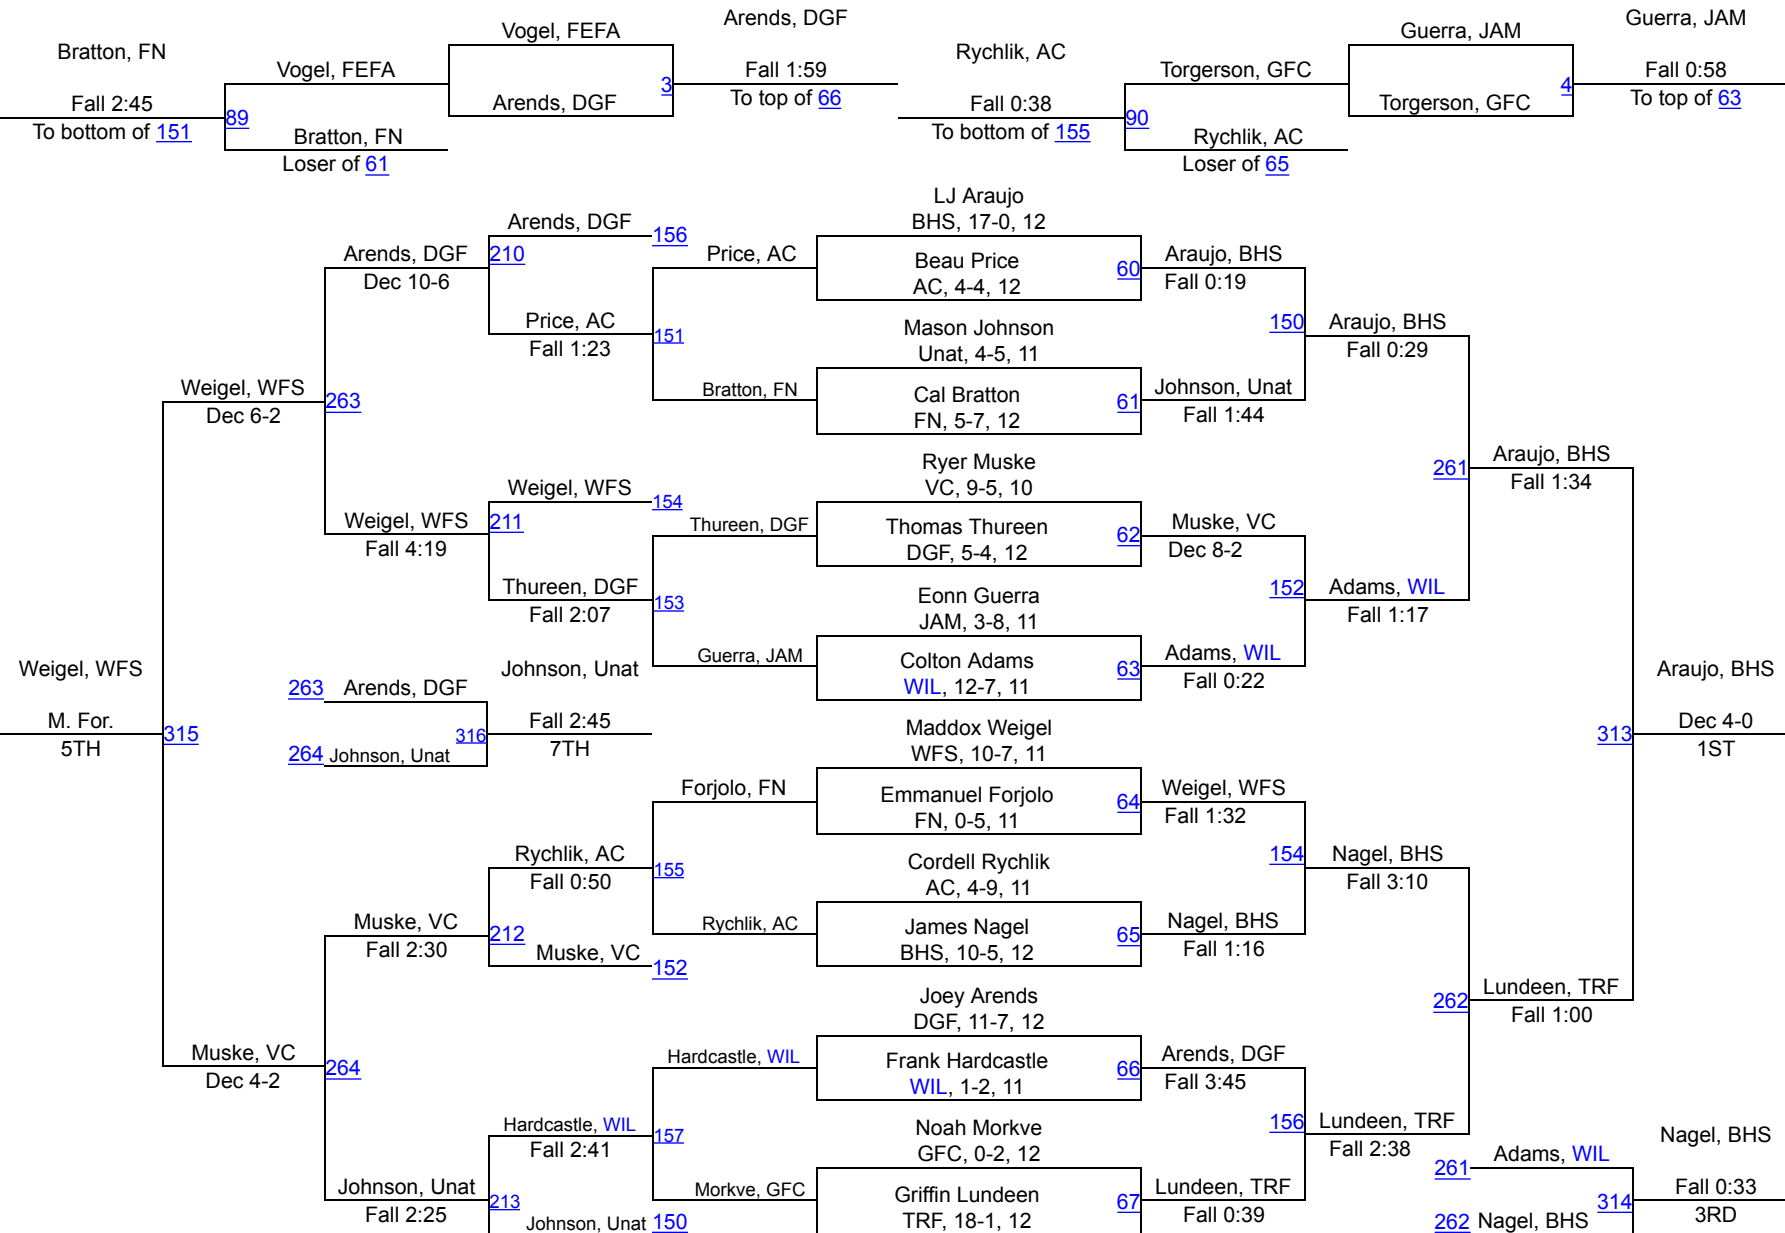 Arends, DGF
Guerra, JAM
Vogel, FEFA
Guerra, JAM
Bratton, FN
Rychlik, AC
Vogel, FEFA
3
Fall 1:59
Torgerson, GFC
4
Fall 0:58
Fall 2:45
Arends, DGF
To top of 66
Fall 0:38
Torgerson, GFC
To top of 63
To bottom of 151
89
Bratton, FN
To bottom of 155
90
Rychlik, AC
Loser of 61
Loser of 65
LJ Araujo
BHS, 17-0, 12
Arends, DGF
156
Arends, DGF
210
Price, AC
Beau Price
60
Araujo, BHS
Dec 10-6
AC, 4-4, 12
Fall 0:19
Price, AC
151
Mason Johnson
150
Araujo, BHS
Fall 1:23
Unat, 4-5, 11
Fall 0:29
Weigel, WFS
263
Bratton, FN
Cal Bratton
61
Johnson, Unat
Dec 6-2
FN, 5-7, 12
Fall 1:44
Ryer Muske
261
Araujo, BHS
Weigel, WFS
154
VC, 9-5, 10
Fall 1:34
Weigel, WFS
211
Thureen, DGF
Thomas Thureen
62
Muske, VC
Fall 4:19
DGF, 5-4, 12
Dec 8-2
Thureen, DGF
153
Eonn Guerra
152
Adams, WIL
Fall 2:07
JAM, 3-8, 11
Fall 1:17
Weigel, WFS
Johnson, Unat
Guerra, JAM
Colton Adams
63
Adams, WIL
Araujo, BHS
263
Arends, DGF
WIL, 12-7, 11
Fall 0:22
M. For.
315
316
Fall 2:45
Maddox Weigel
313
Dec 4-0
5TH
264
Johnson, Unat
7TH
WFS, 10-7, 11
1ST
Forjolo, FN
Emmanuel Forjolo
64
Weigel, WFS
FN, 0-5, 11
Fall 1:32
Rychlik, AC
155
Cordell Rychlik
154
Nagel, BHS
Fall 0:50
AC, 4-9, 11
Fall 3:10
Muske, VC
212
Rychlik, AC
James Nagel
65
Nagel, BHS
Fall 2:30
Muske, VC
152
BHS, 10-5, 12
Fall 1:16
Joey Arends
262
Lundeen, TRF
DGF, 11-7, 12
Fall 1:00
Muske, VC
264
Hardcastle, WIL
Frank Hardcastle
66
Arends, DGF
Dec 4-2
WIL, 1-2, 11
Fall 3:45
Hardcastle, WIL
157
Noah Morkve
156
Lundeen, TRF
Nagel, BHS
Fall 2:41
GFC, 0-2, 12
Fall 2:38
261
Adams, WIL
Johnson, Unat
213
Morkve, GFC
Griffin Lundeen
67
Lundeen, TRF
314
Fall 0:33
Fall 2:25
Johnson, Unat
150
TRF, 18-1, 12
Fall 0:39
262
Nagel, BHS
3RD